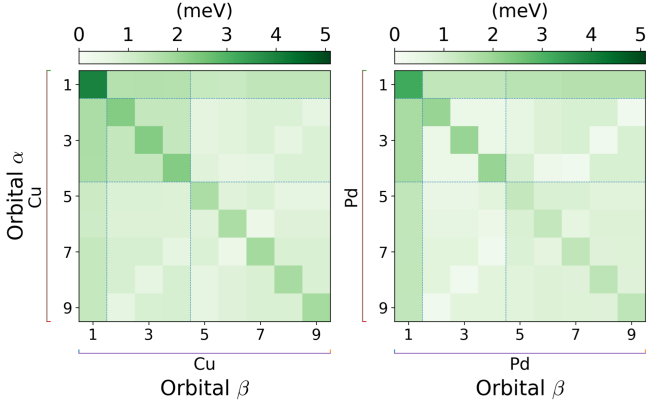 (meV)
0 1 2 3 4 5
1
3
5
7
9
Orbital α
Cu
1 3 5 7 9
Cu
Orbital β
(meV)
0 1 2 3 4 5
1
3
5
7
9
Pd
1 3 5 7 9
Pd
Orbital β